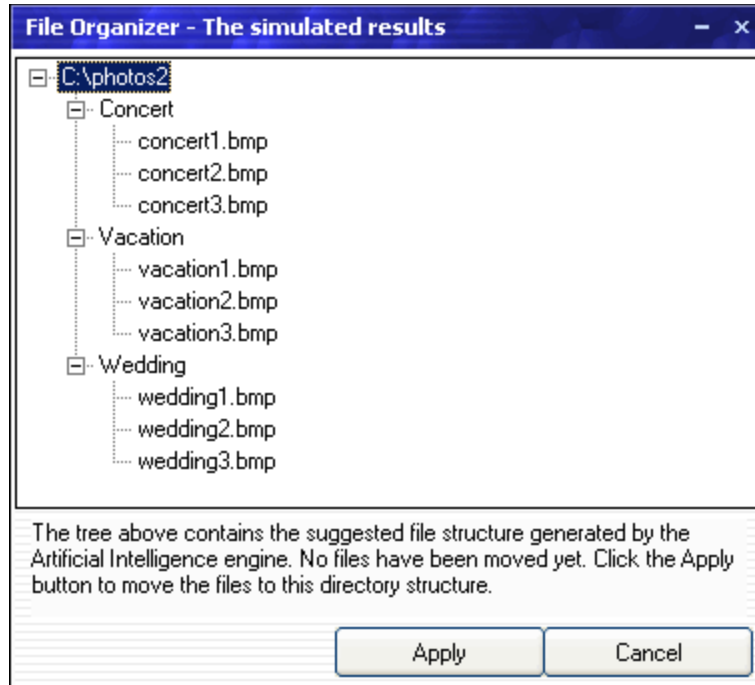 File Organizer - The simulated results
C:\photos2
Concert
concert1.bmp
concert2.bmp
concert3.bmp
Vacation
vacation1.bmp
vacation2.bmp
vacation3.bmp
Wedding
wedding1.bmp
wedding2.bmp
wedding3.bmp
The tree above contains the suggested file structure generated by the
Artificial Intelligence engine. No files have been moved yet. Click the Apply
button to move the files to this directory structure.
Apply
Cancel